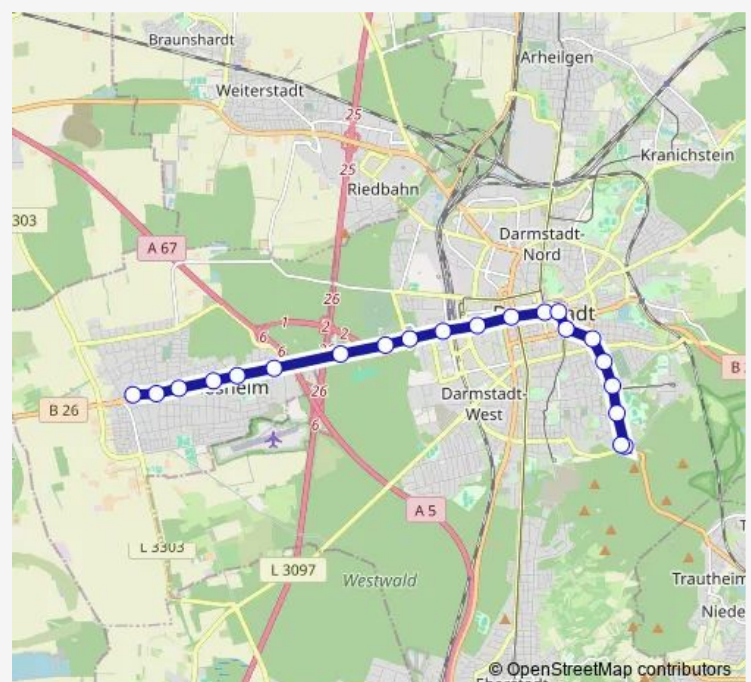 Braunshardt
Arheilgen
Weiterstadt
25
Kranichstein
25
Riedbahn
303
Darmstadt-
Nord
A 67
26
1
2
2
6
6
B 26
26
6
Darmstadt-
West
A 5
L 3303
L 3097
Westwald
© OpenStreetMap contributors